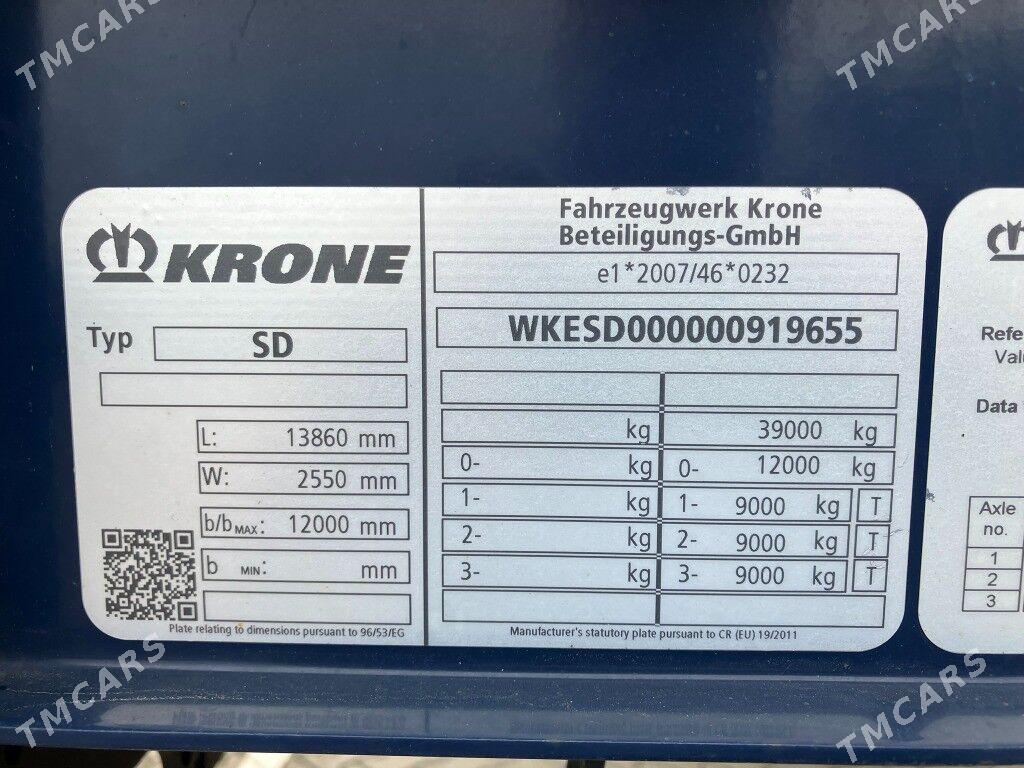 TMCARS
TMCARS
KRONE
Typ SD
L: 13860 mm
W: 2550 mm
b/bMAX: 12000 mm
b MIN: mm
Plate relating to dimensions pursuant to 96/53/EG
Fahrzeugwerk Krone
Beteiligungs-GmbH
e1*2007/46*0232
WKESD000000919655
kg 39000 kg
0- kg 0- 12000 kg
1- kg 1- 9000 kg T
2- kg 2- 9000 kg T
3- kg 3- 9000 kg T
Manufacturer's statutory plate pursuant to CR (EU) 19/2011
Refe
Valu
Data
Axle
no.
1
2
3
TMCARS
TMCARS